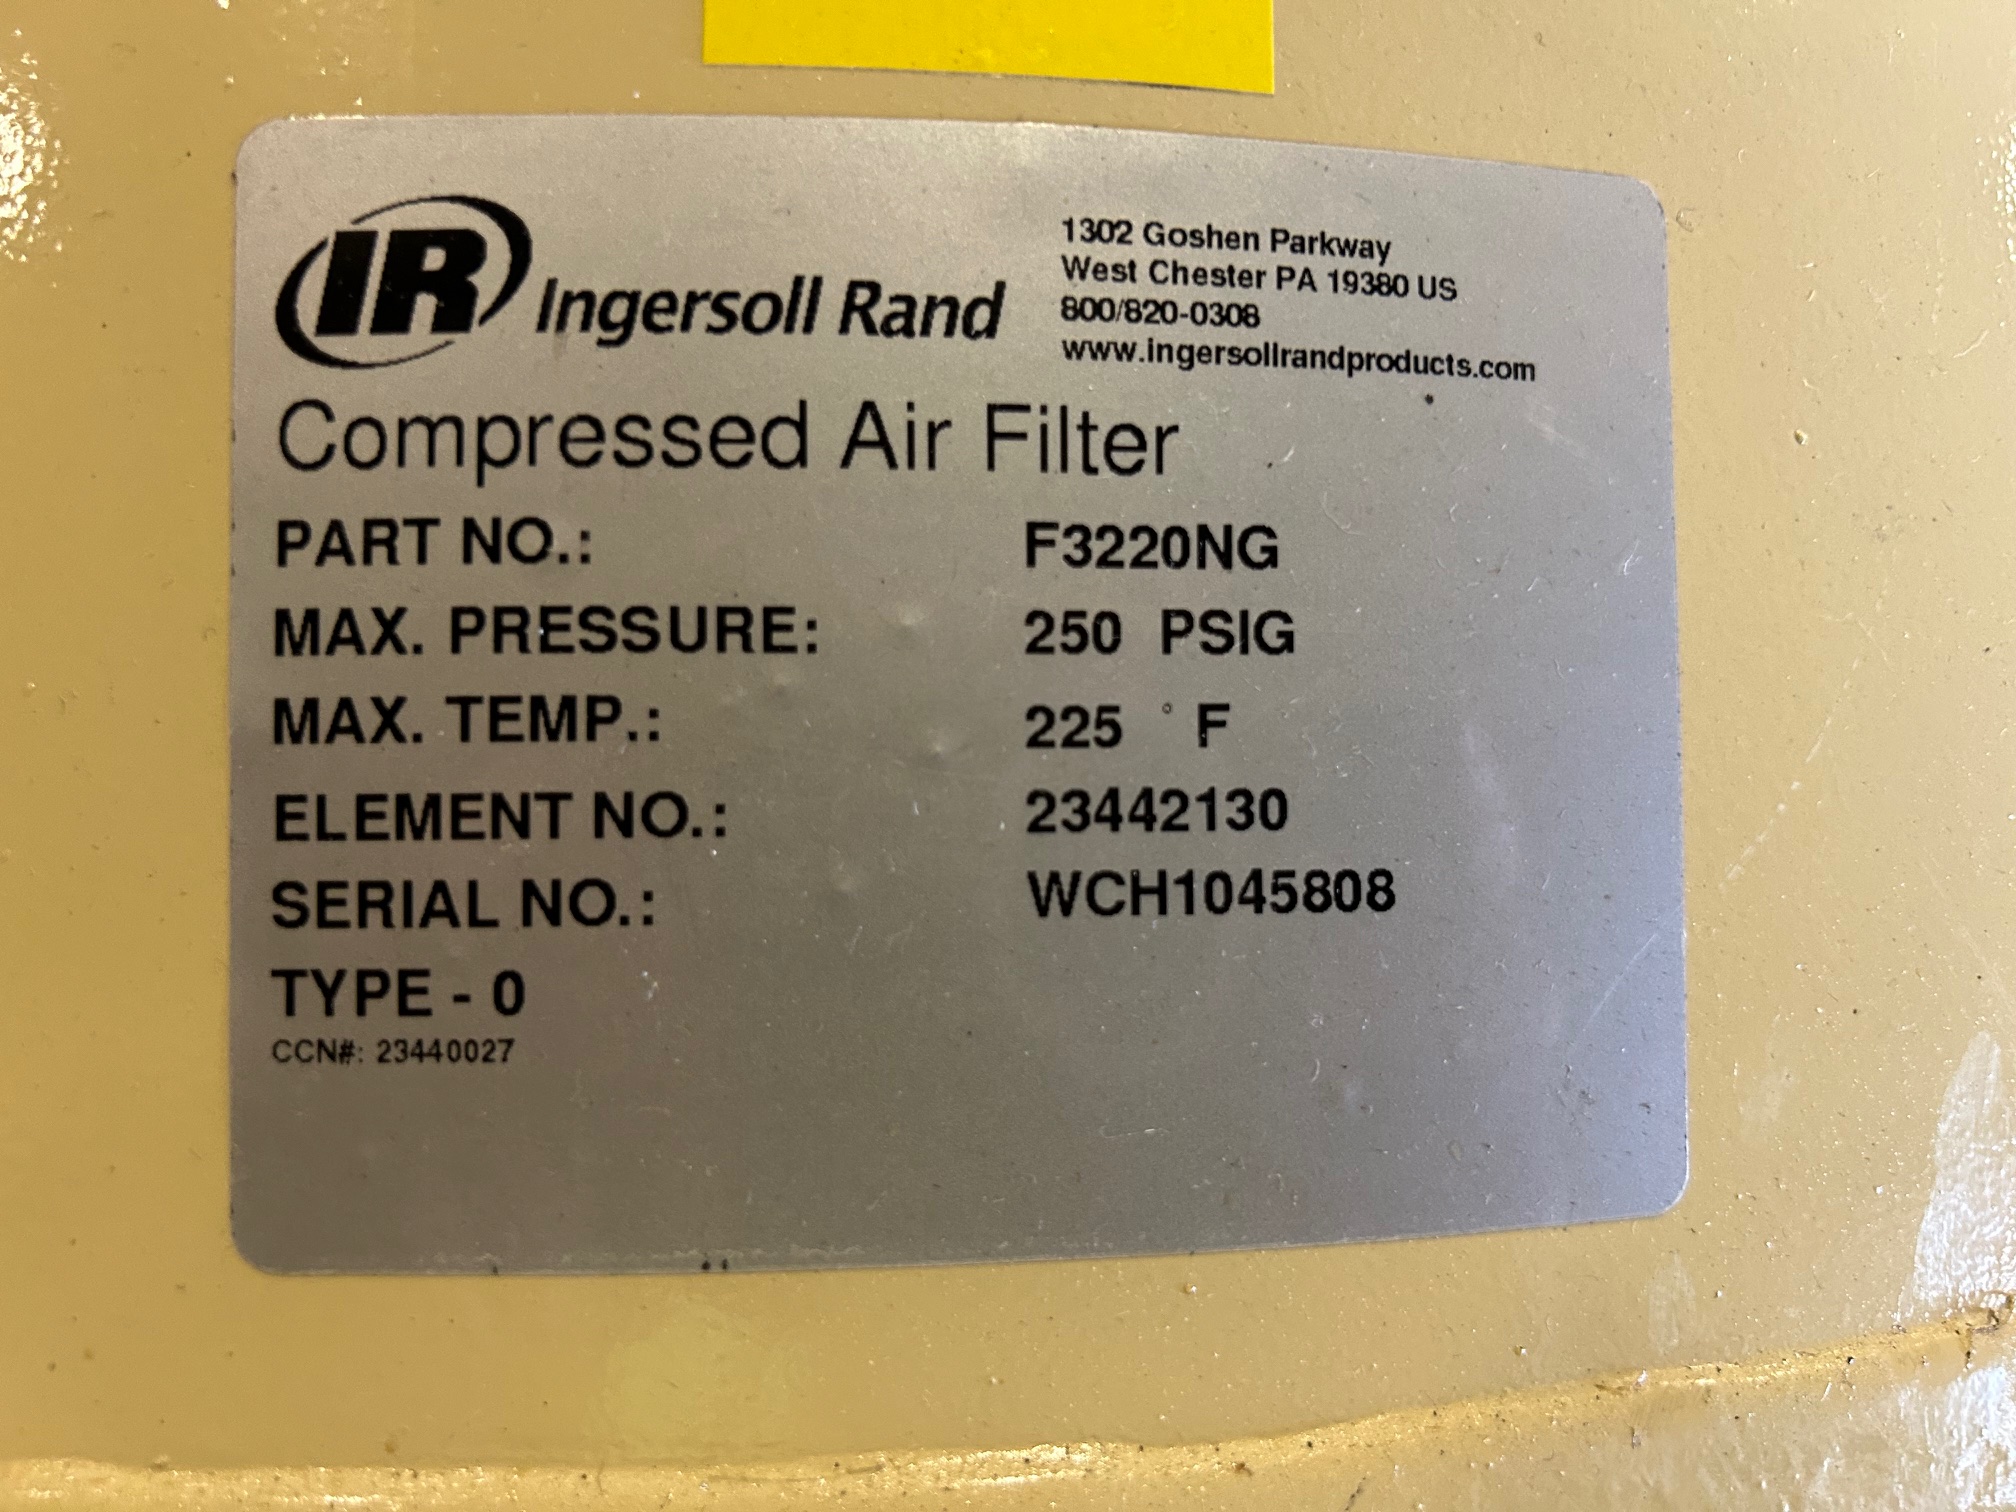 IR Ingersoll Rand
1302 Goshen Parkway
West Chester PA 19380 US
800/820-0308
www.ingersollrandproducts.com
Compressed Air Filter
PART NO.: F3220NG
MAX. PRESSURE: 250 PSIG
MAX. TEMP.: 225 ° F
ELEMENT NO.: 23442130
SERIAL NO.: WCH1045808
TYPE - 0
CCN#: 23440027